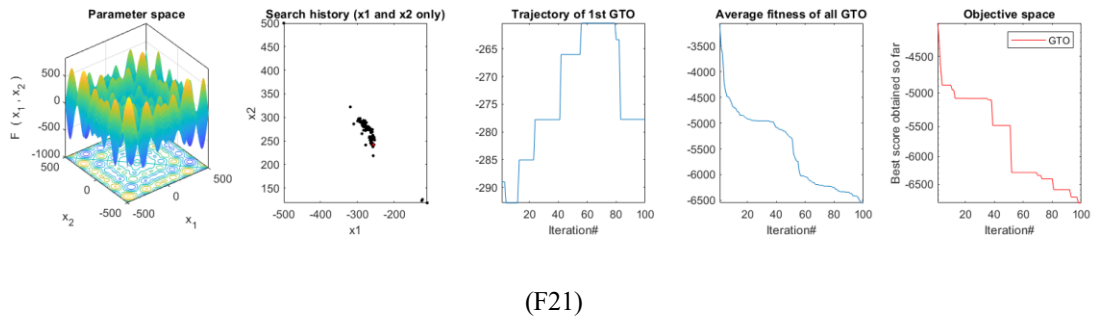 Parameter space
F ( x1 , x2 )
500
0
-500
-1000
500
0
-500
x2
-500
0
500
x1
Search history (x1 and x2 only)
x2
500
450
400
350
300
250
200
150
-500 -400 -300 -200
x1
Trajectory of 1st GTO
-265
-270
-275
-280
-285
-290
20 40 60 80 100
Iteration#
Average fitness of all GTO
-3500
-4000
-4500
-5000
-5500
-6000
-6500
20 40 60 80 100
Iteration#
Objective space
Best score obtained so far
GTO
-4500
-5000
-5500
-6000
-6500
20 40 60 80 100
Iteration#
(F21)